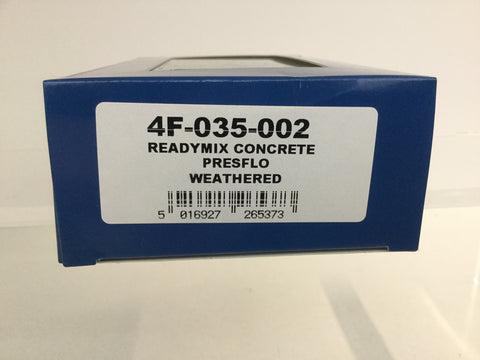 4F-035-002
READYMIX CONCRETE
PRESFLO
WEATHERED
5 016927 265373